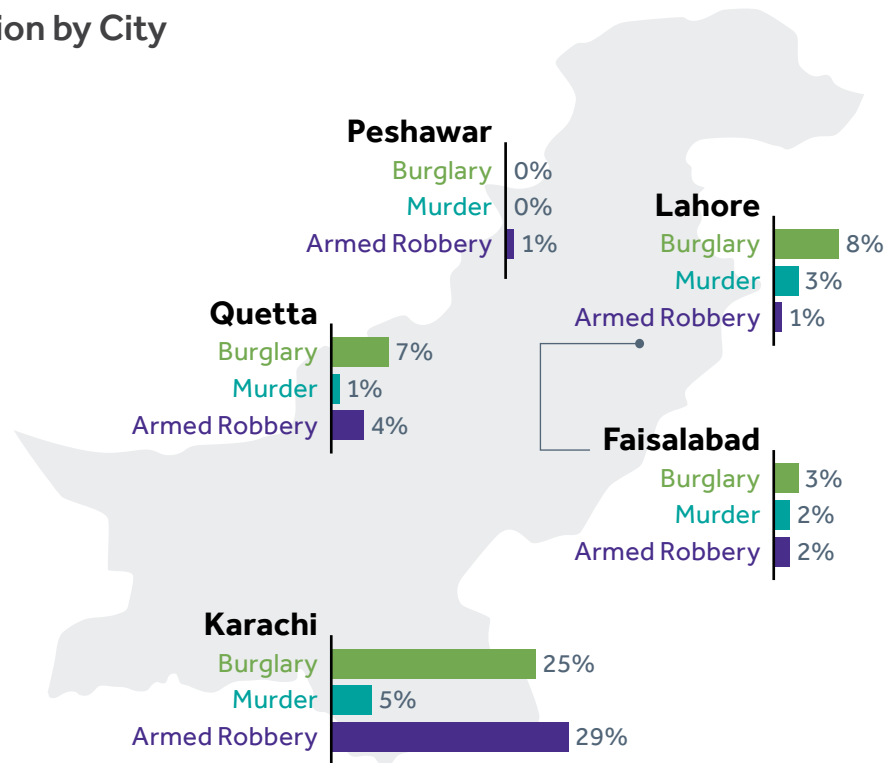 ion by City
Peshawar
Burglary 0%
Murder 0%
Armed Robbery 1%
Lahore
Burglary 8%
Murder 3%
Armed Robbery 1%
Quetta
Burglary 7%
Murder 1%
Armed Robbery 4%
Faisalabad
Burglary 3%
Murder 2%
Armed Robbery 2%
Karachi
Burglary 25%
Murder 5%
Armed Robbery 29%